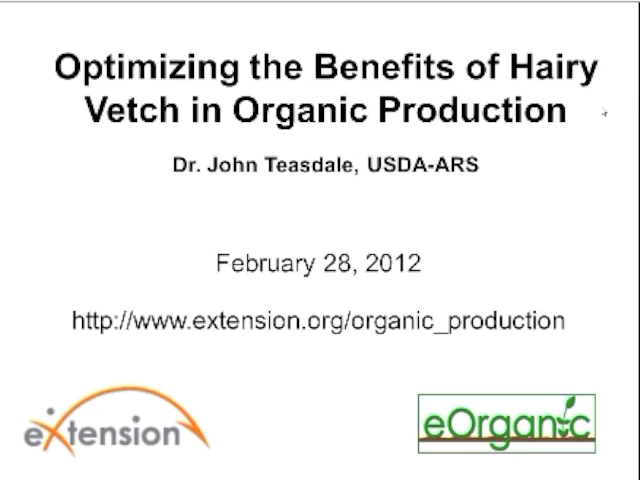 Optimizing the Benefits of Hairy
Vetch in Organic Production
Dr. John Teasdale, USDA-ARS
February 28, 2012
http://www.extension.org/organic_production
eXtension
eOrganic